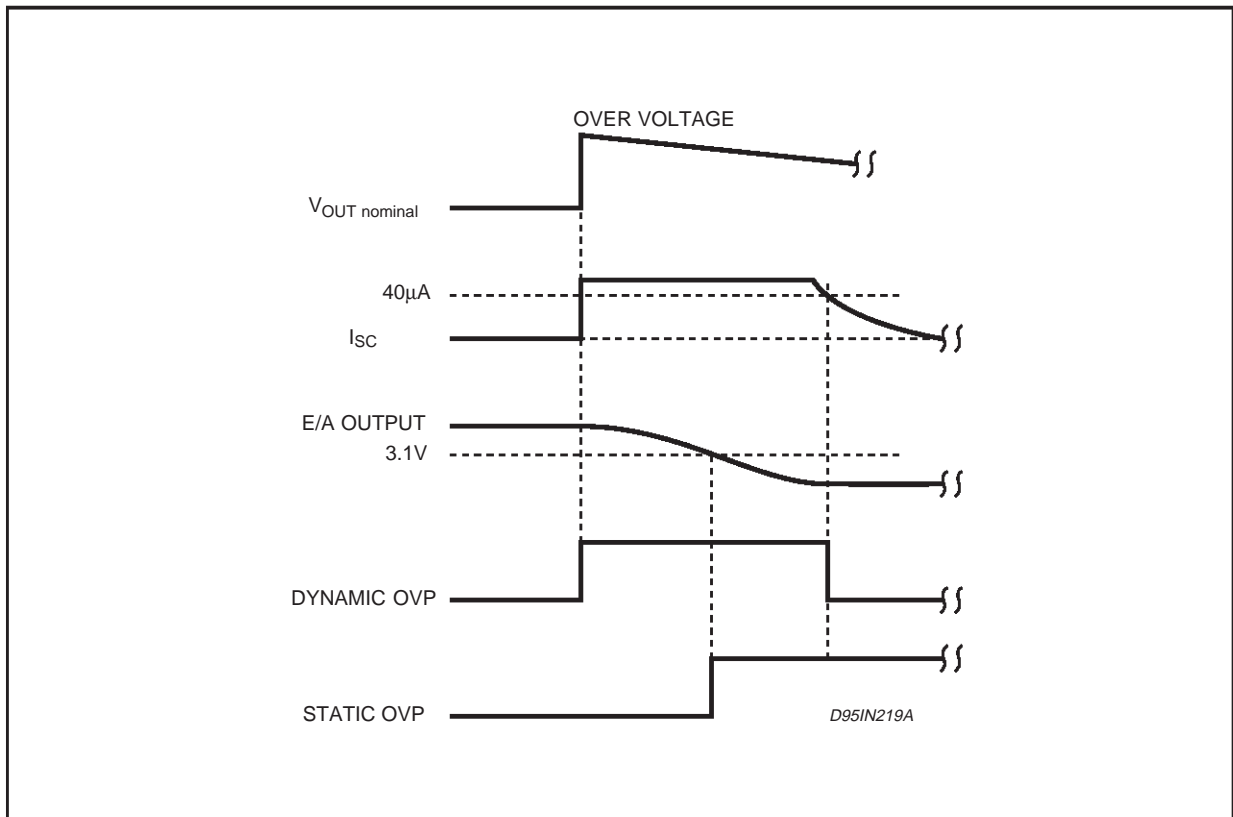 OVER VOLTAGE
VOUT nominal
40μA
ISC
E/A OUTPUT
3.1V
DYNAMIC OVP
STATIC OVP
D95IN219A